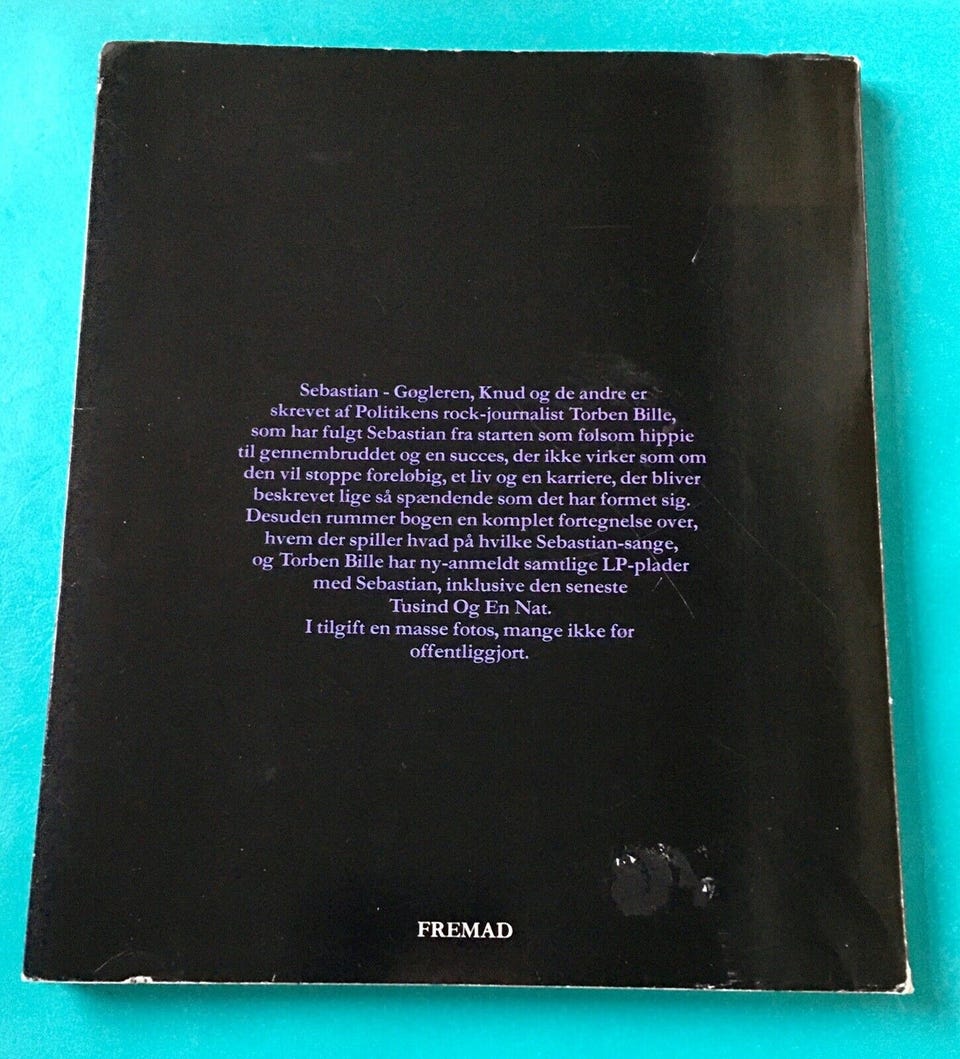 Sebastian - Gøgleren, Knud og de andre er
skrevet af Politikens rock-journalist Torben Bille,
som har fulgt Sebastian fra starten som følsom hippie
til gennembruddet og en succes, der ikke virker som om
den vil stoppe foreløbig, et liv og en karriere, der bliver
beskrevet lige så spændende som det har formet sig.
Desuden rummer bogen en komplet fortegnelse over,
hvem der spiller hvad på hvilke Sebastian-sange,
og Torben Bille har ny-anmeldt samtlige LP-plader
med Sebastian, inklusive den seneste
Tusind Og En Nat.
I tilgift en masse fotos, mange ikke før
offentliggjort.
FREMAD